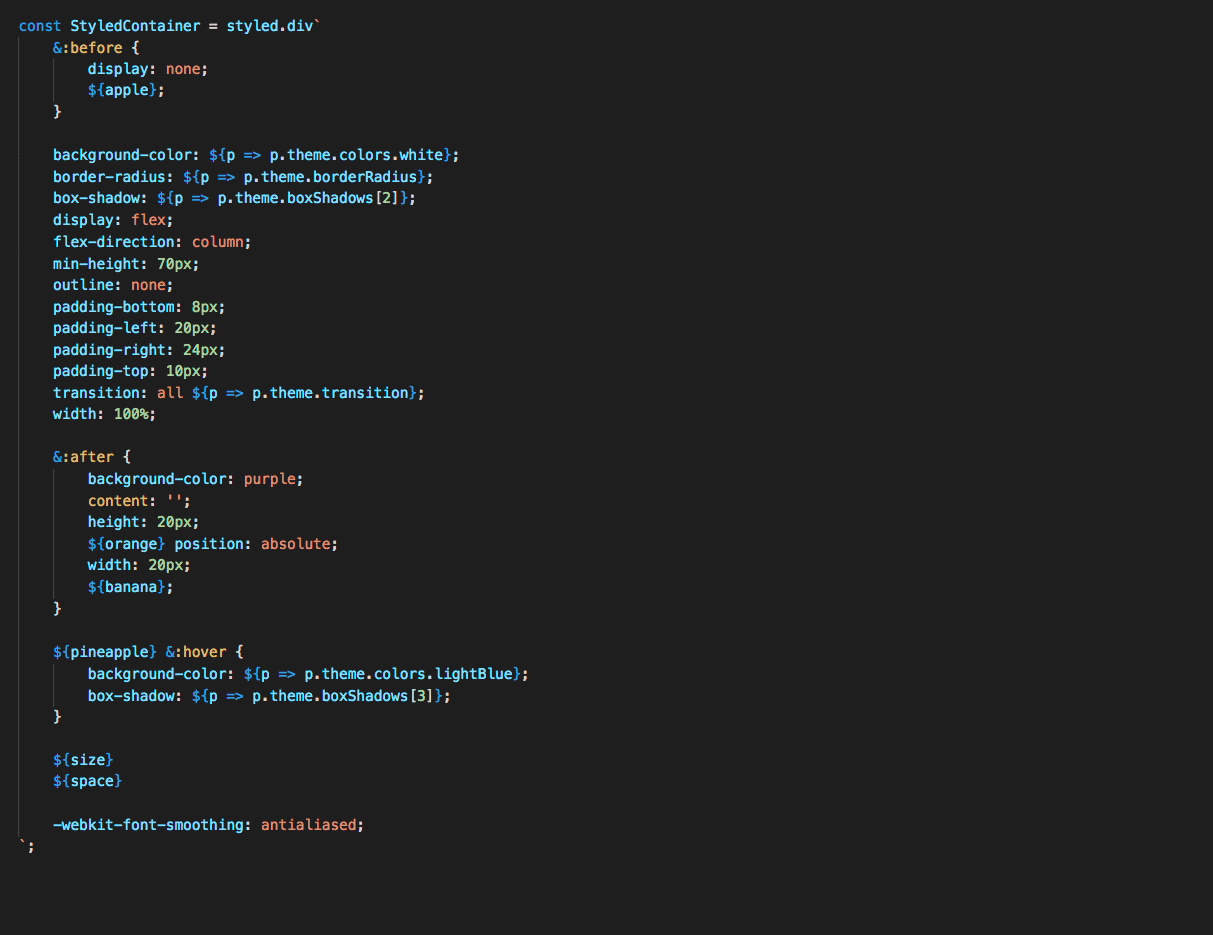 const StyledContainer = styled.div`
    &:before {
        display: none;
        ${apple};
    }

    background-color: ${p => p.theme.colors.white};
    border-radius: ${p => p.theme.borderRadius};
    box-shadow: ${p => p.theme.boxShadows[2]};
    display: flex;
    flex-direction: column;
    min-height: 70px;
    outline: none;
    padding-bottom: 8px;
    padding-left: 20px;
    padding-right: 24px;
    padding-top: 10px;
    transition: all ${p => p.theme.transition};
    width: 100%;

    &:after {
        background-color: purple;
        content: '';
        height: 20px;
        ${orange} position: absolute;
        width: 20px;
        ${banana};
    }

    ${pineapple} &:hover {
        background-color: ${p => p.theme.colors.lightBlue};
        box-shadow: ${p => p.theme.boxShadows[3]};
    }

    ${size}
    ${space}

    -webkit-font-smoothing: antialiased;
`;